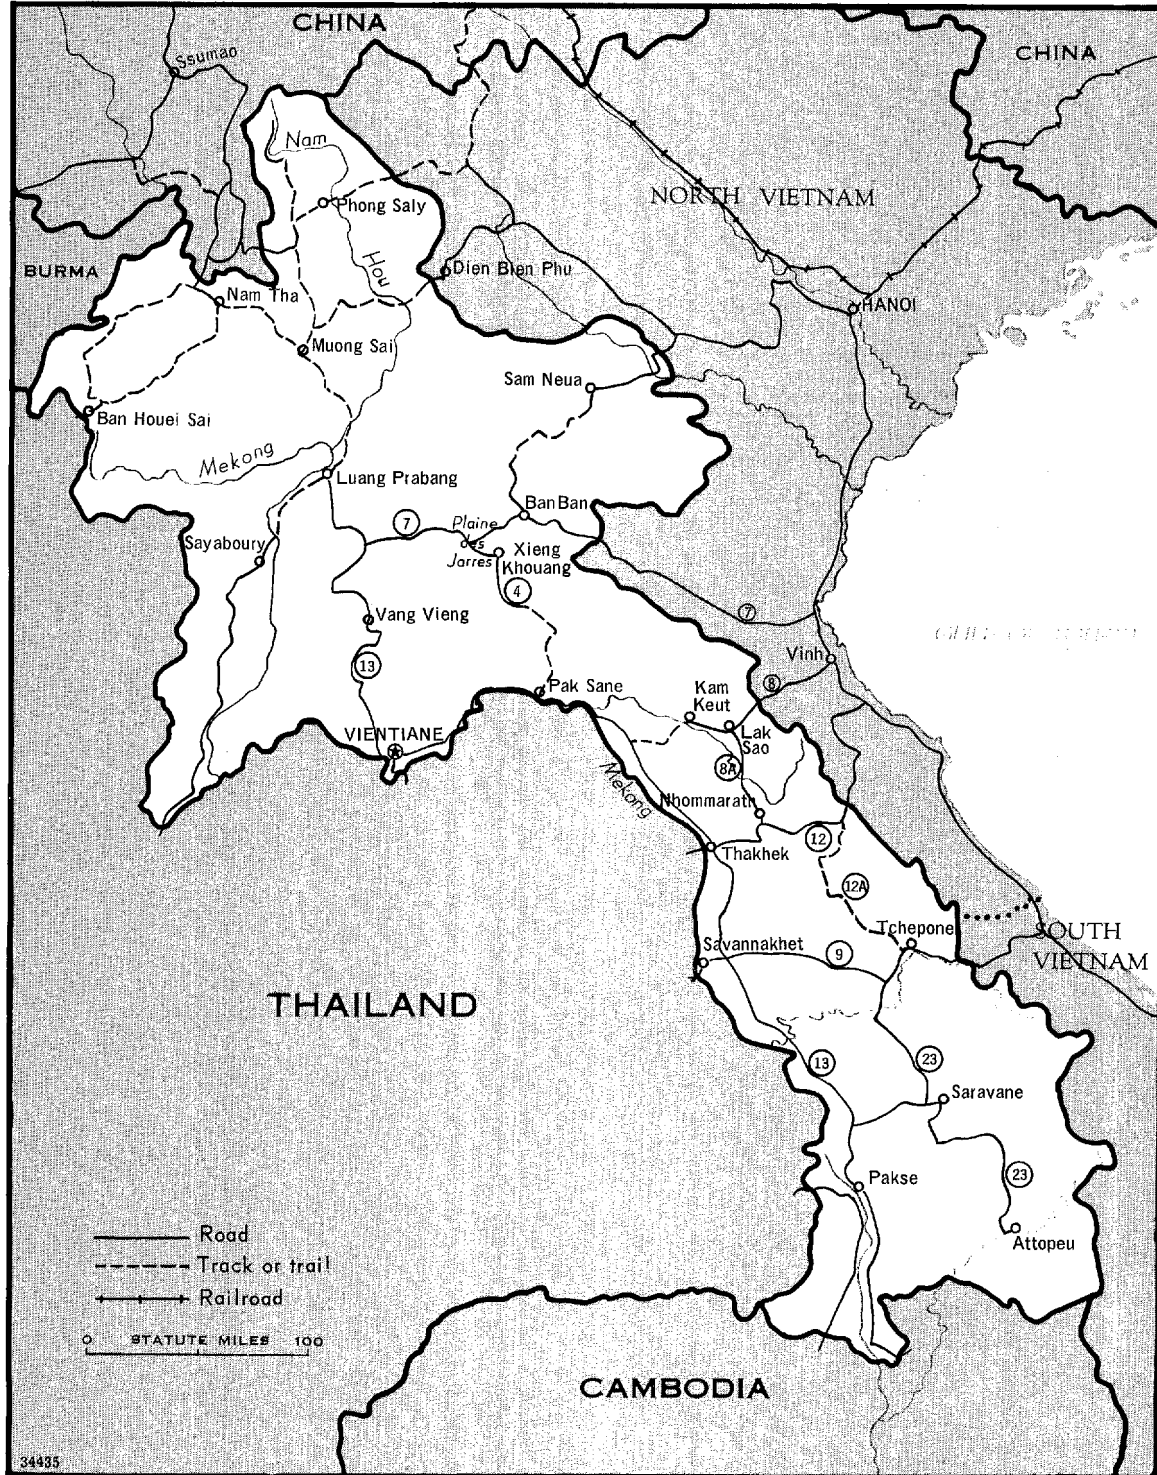 CHINA
CHINA
Ssumao
Nam
Phong Saly
NORTH VIETNAM
Hou
BURMA
Dien Bien Phu
Nam Tha
HANOI
Muong Sai
Sam Neua
Ban Houei Sai
Mekong
Luang Prabang
Ban Ban
7
Plaine
des
Jarres
Sayaboury
Xieng
Khouang
4
7
Vang Vieng
13
Vinh
8
Pak Sane
Kam
Keut
VIENTIANE
Lak
Sao
8A
Mekong
Nhommarath
12
Thakhek
12A
Tchepone
SOUTH
VIETNAM
Savannakhet
9
THAILAND
13
23
Saravane
23
Pakse
Attopeu
Road
Track or trail
Railroad
0 STATUTE MILES 100
CAMBODIA
34435